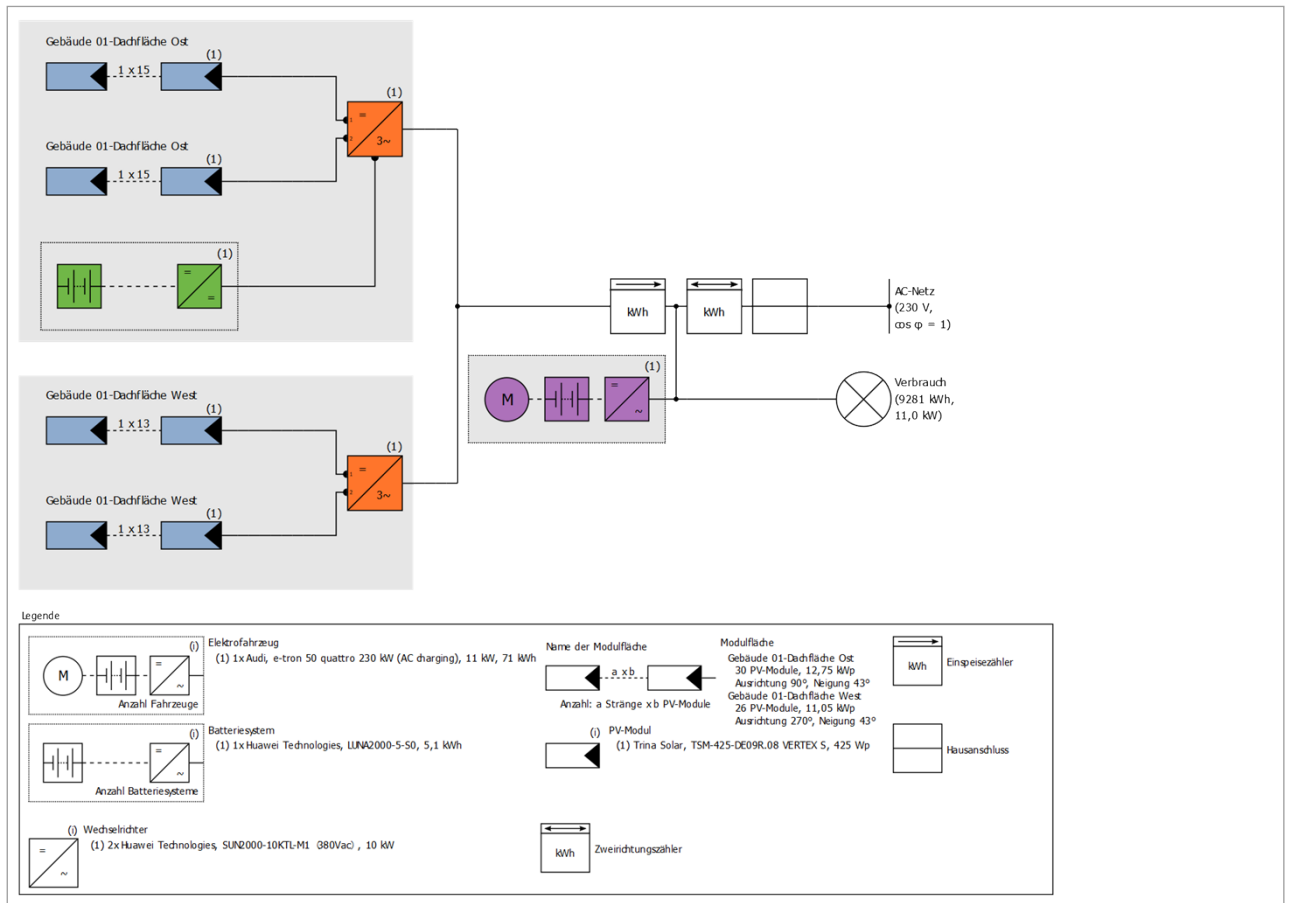 Gebäude 01-Dachfläche Ost
(1)
1 x 15
(1)
=
1
2
3~
Gebäude 01-Dachfläche Ost
(1)
1 x 15
(1)
=
=
kWh
kWh
AC-Netz
(230 V,
cos φ = 1)
(1)
M
=
~
Verbrauch
(9281 kWh,
11,0 kW)
Gebäude 01-Dachfläche West
(1)
1 x 13
(1)
=
1
2
3~
Gebäude 01-Dachfläche West
(1)
1 x 13
Legende
(i) Elektrofahrzeug
(1) 1x Audi, e-tron 50 quattro 230 kW (AC charging), 11 kW, 71 kWh
M
=
~
Anzahl Fahrzeuge
(i) Batteriesystem
(1) 1x Huawei Technologies, LUNA2000-5-S0, 5,1 kWh
=
~
Anzahl Batteriesysteme
(i) Wechselrichter
(1) 2x Huawei Technologies, SUN2000-10KTL-M1 (380Vac) , 10 kW
=
~
Name der Modulfläche
a x b
Anzahl: a Stränge x b PV-Module
Modulfläche
Gebäude 01-Dachfläche Ost
30 PV-Module, 12,75 kWp
Ausrichtung 90°, Neigung 43°
Gebäude 01-Dachfläche West
26 PV-Module, 11,05 kWp
Ausrichtung 270°, Neigung 43°
(i) PV-Modul
(1) Trina Solar, TSM-425-DE09R.08 VERTEX S, 425 Wp
kWh
Zweirichtungszähler
kWh
Einspeisezähler
Hausanschluss